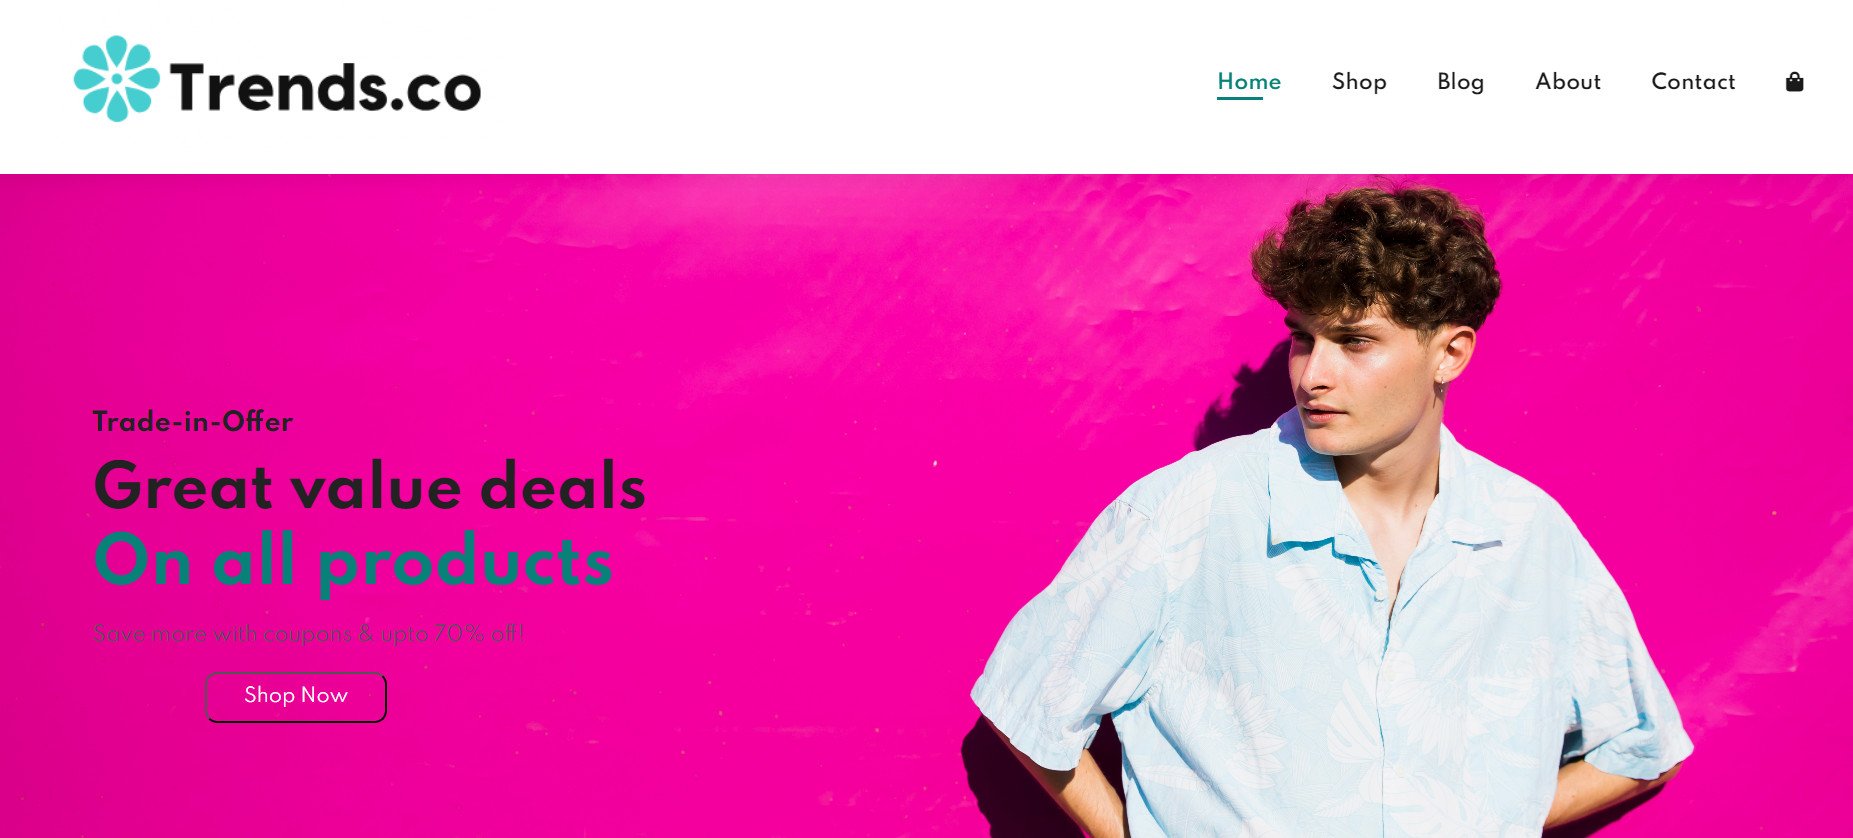 Trends.co
Home Shop Blog About Contact
Trade-in-Offer
Great value deals
On all products
Save more with coupons & upto 70% off!
Shop Now